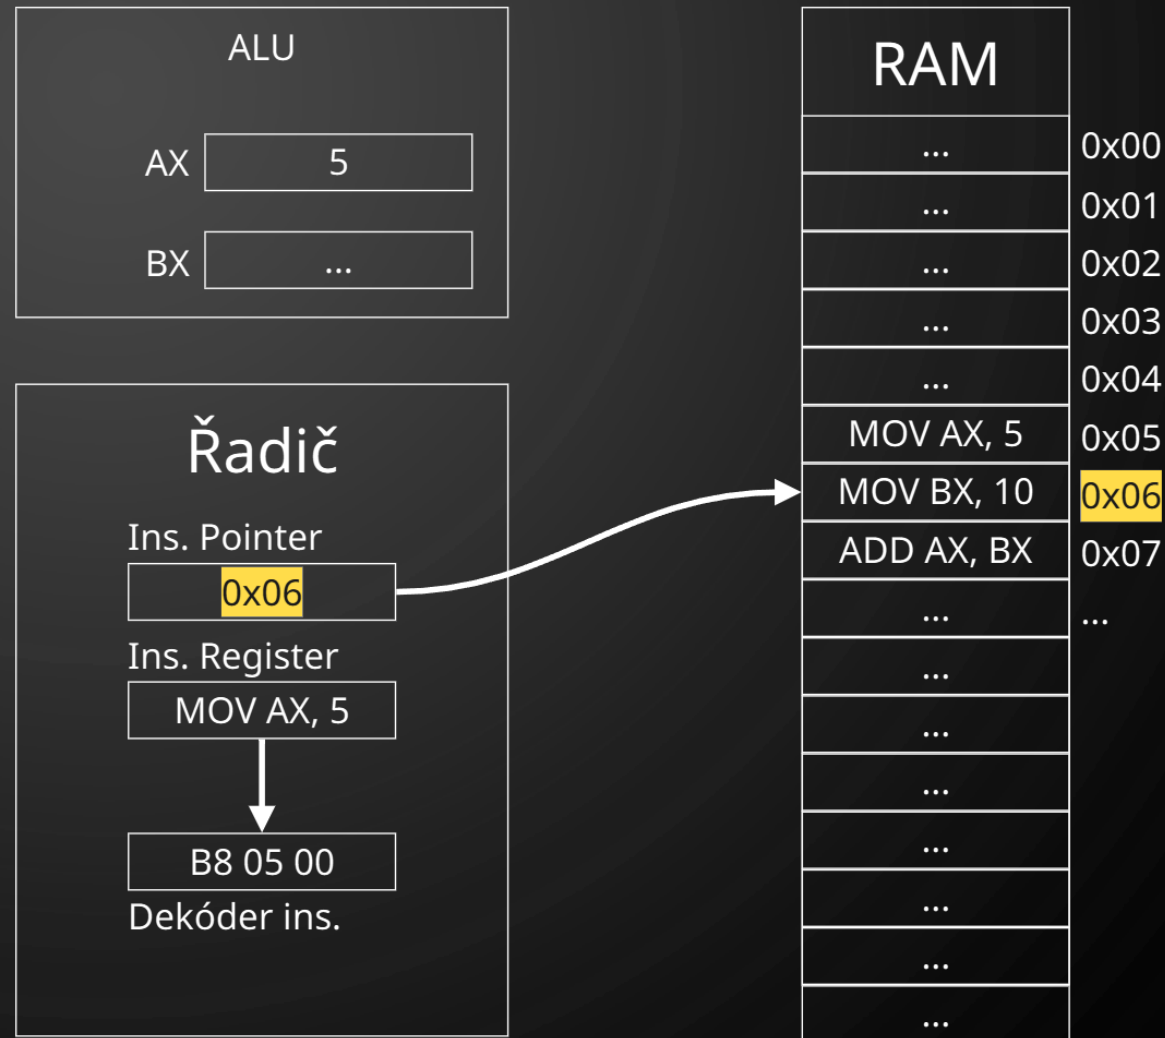 ALU
AX 5
BX ...
Řadič
Ins. Pointer
0x06
Ins. Register
MOV AX, 5
B8 05 00
Dekóder ins.
RAM
... 0x00
... 0x01
... 0x02
... 0x03
... 0x04
MOV AX, 5 0x05
MOV BX, 10 0x06
ADD AX, BX 0x07
... ...
...
...
...
...
...
...
...